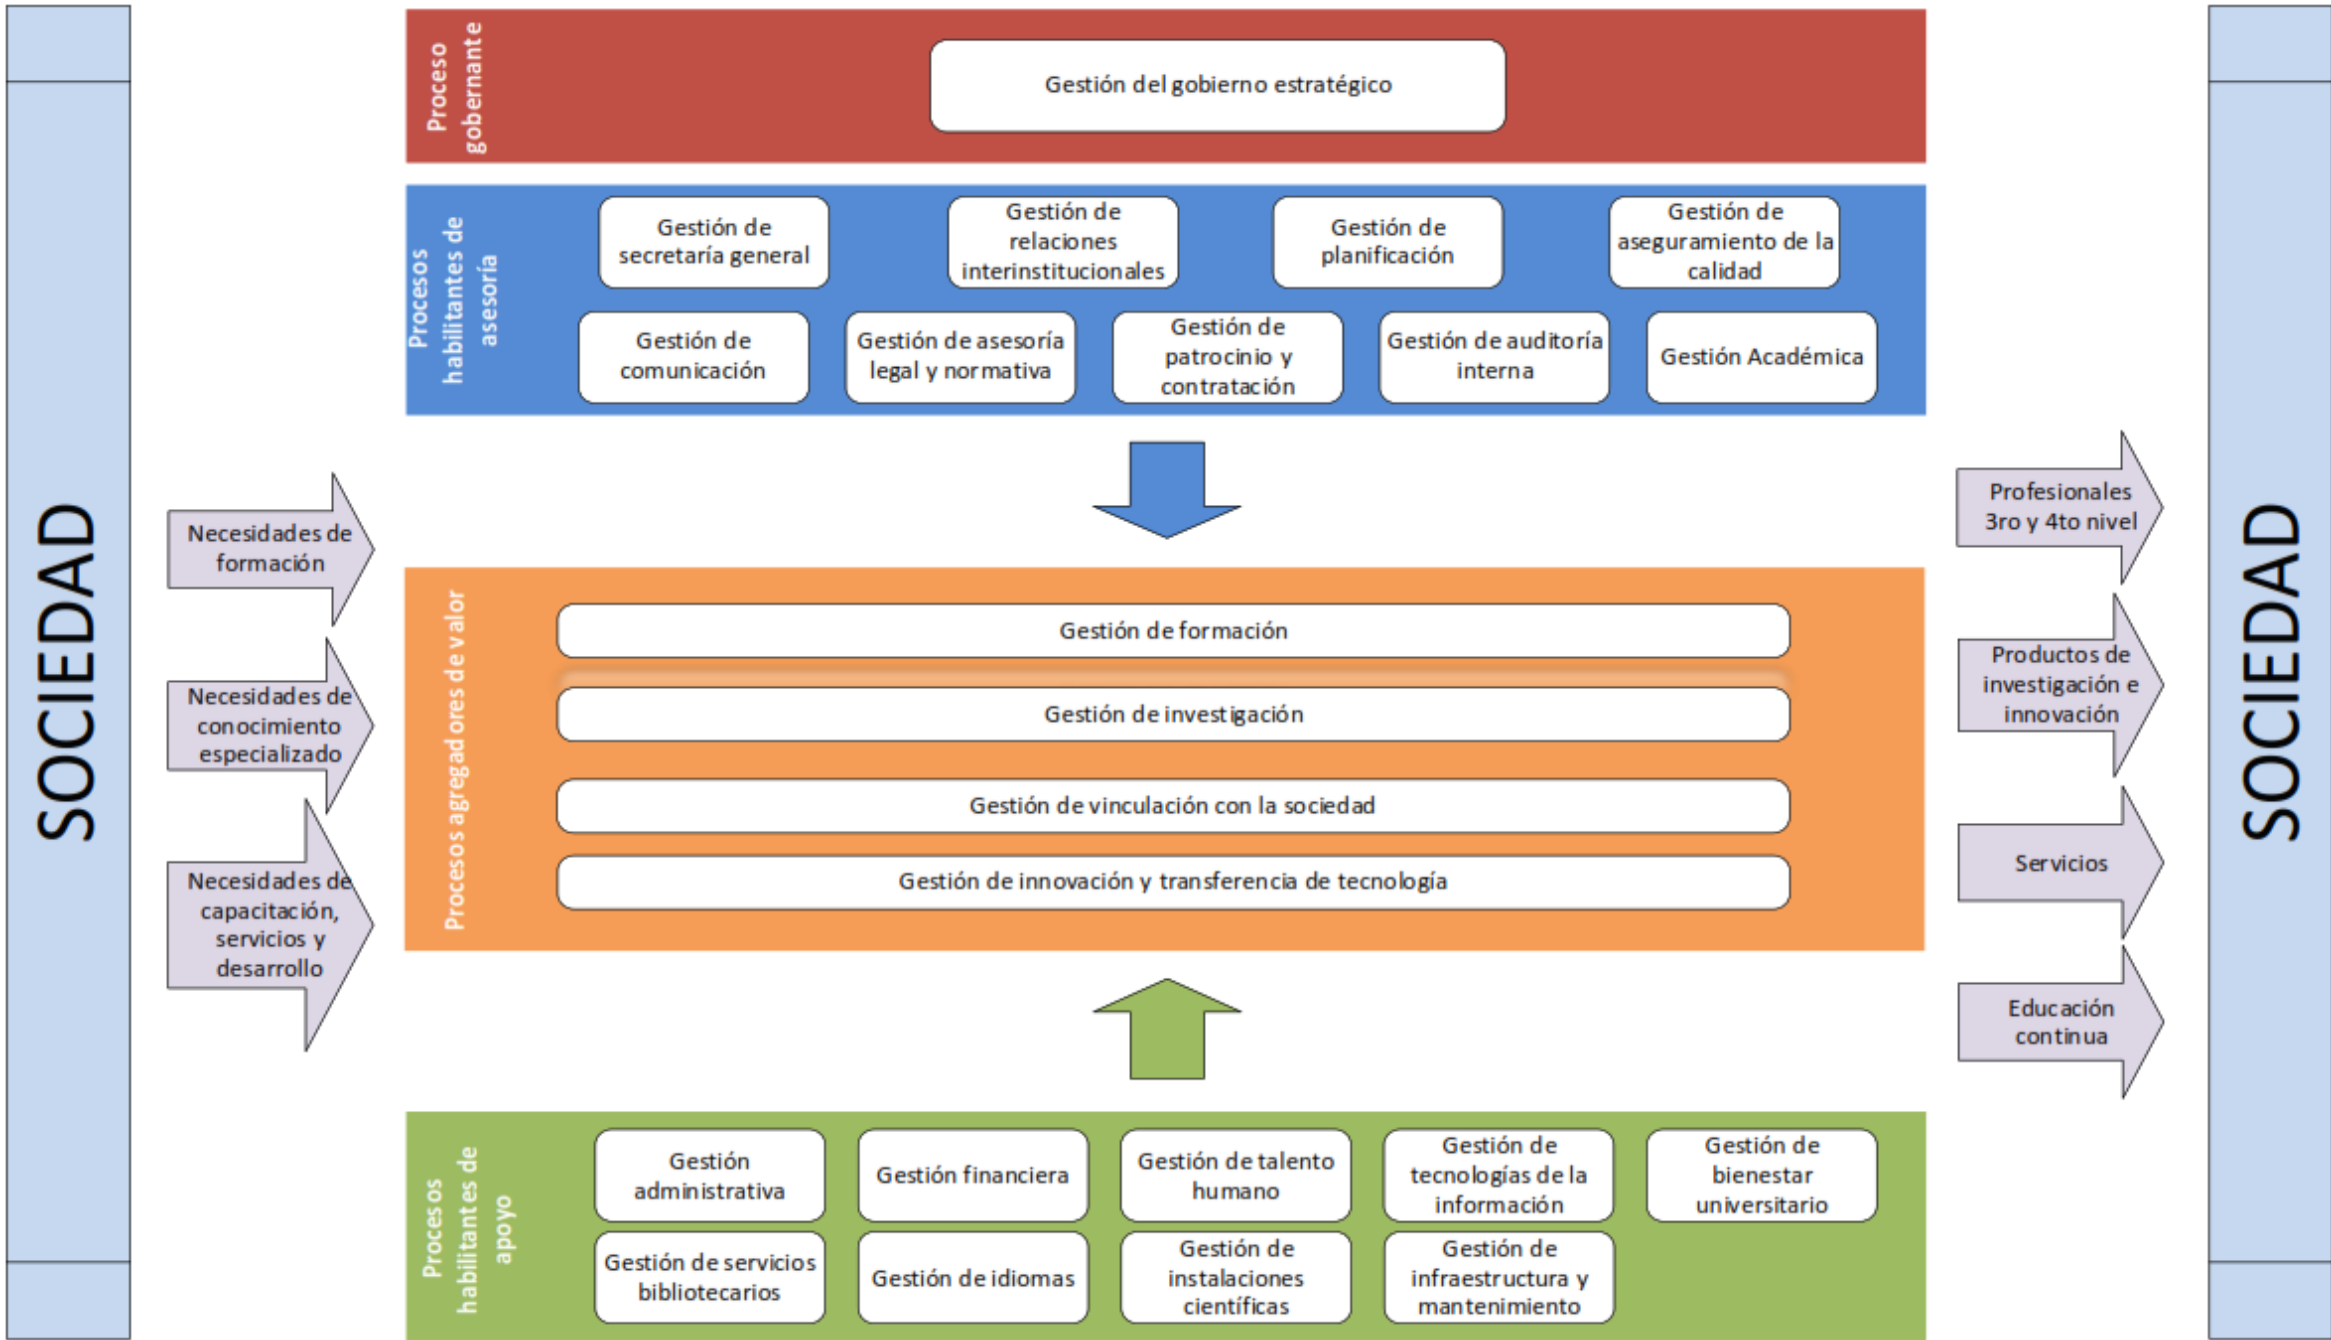 SOCIEDAD
Proceso
gobernante
Gestión del gobierno estratégico
Procesos
habilitantes de
asesoría
Gestión de
secretaría general
Gestión de
relaciones
interinstitucionales
Gestión de
planificación
Gestión de
aseguramiento de la
calidad
Gestión de
comunicación
Gestión de asesoría
legal y normativa
Gestión de
patrocinio y
contratación
Gestión de auditoría
interna
Gestión Académica
Necesidades de
formación
Necesidades de
conocimiento
especializado
Necesidades de
capacitación,
servicios y
desarrollo
Procesos agregadores de valor
Gestión de formación
Gestión de investigación
Gestión de vinculación con la sociedad
Gestión de innovación y transferencia de tecnología
Profesionales
3ro y 4to nivel
Productos de
investigación e
innovación
Servicios
Educación
continua
Procesos
habilitantes de
apoyo
Gestión
administrativa
Gestión financiera
Gestión de talento
humano
Gestión de
tecnologías de la
información
Gestión de
bienestar
universitario
Gestión de servicios
bibliotecarios
Gestión de idiomas
Gestión de
instalaciones
científicas
Gestión de
infraestructura y
mantenimiento
SOCIEDAD